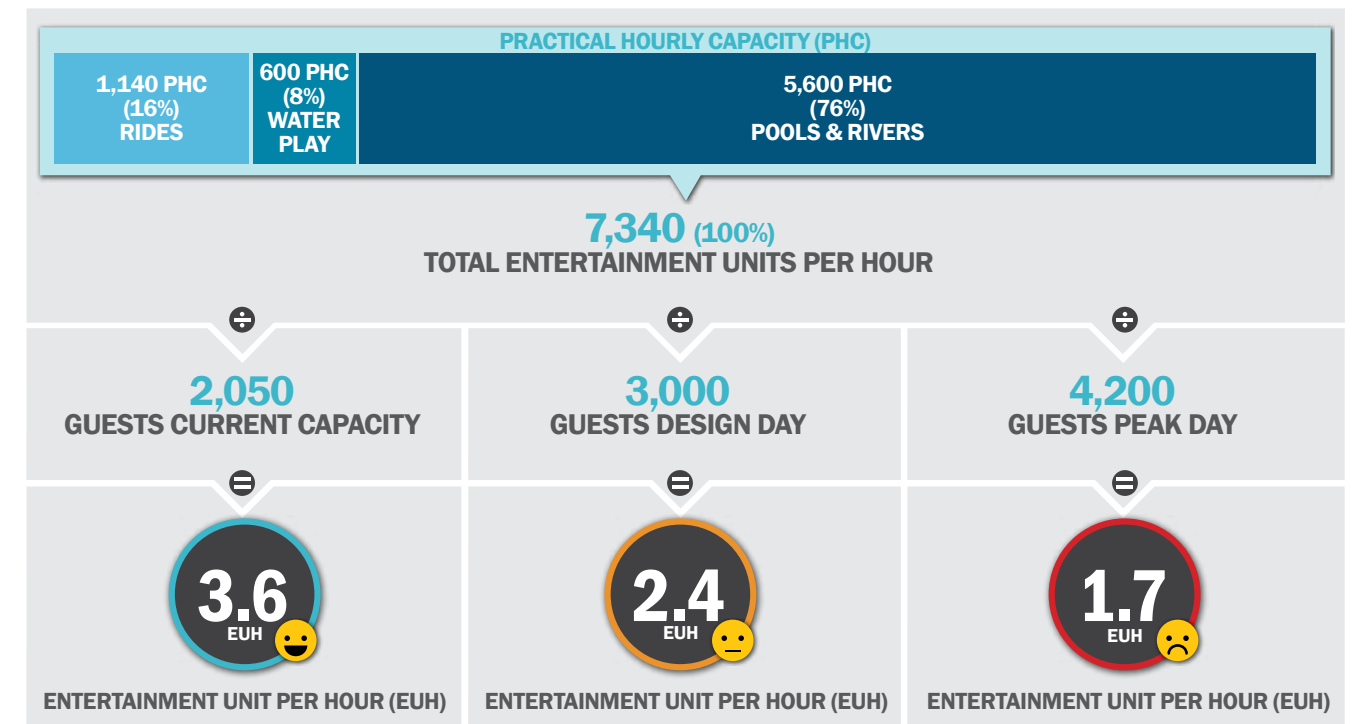 PRACTICAL HOURLY CAPACITY (PHC)
1,140 PHC
(16%)
RIDES
600 PHC
(8%)
WATER
PLAY
5,600 PHC
(76%)
POOLS & RIVERS
7,340 (100%)
TOTAL ENTERTAINMENT UNITS PER HOUR
÷
÷
÷
2,050
GUESTS CURRENT CAPACITY
3,000
GUESTS DESIGN DAY
4,200
GUESTS PEAK DAY
=
=
=
3.6
EUH
ENTERTAINMENT UNIT PER HOUR (EUH)
2.4
EUH
ENTERTAINMENT UNIT PER HOUR (EUH)
1.7
EUH
ENTERTAINMENT UNIT PER HOUR (EUH)